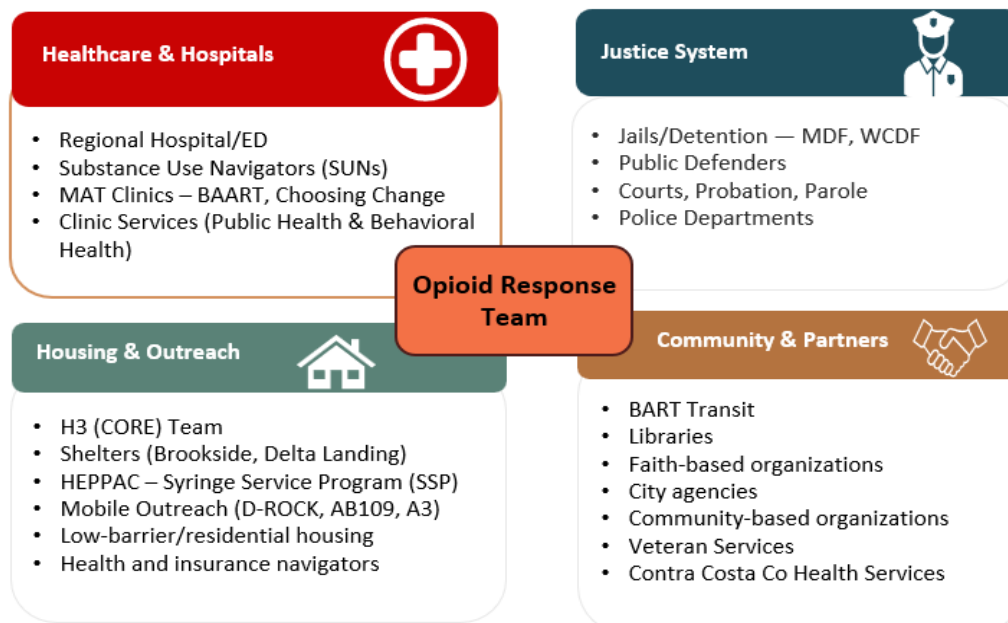 Healthcare & Hospitals
• Regional Hospital/ED
• Substance Use Navigators (SUNs)
• MAT Clinics – BAART, Choosing Change
• Clinic Services (Public Health & Behavioral
Health)
Justice System
• Jails/Detention — MDF, WCDF
• Public Defenders
• Courts, Probation, Parole
• Police Departments
Opioid Response
Team
Housing & Outreach
• H3 (CORE) Team
• Shelters (Brookside, Delta Landing)
• HEPPAC – Syringe Service Program (SSP)
• Mobile Outreach (D-ROCK, AB109, A3)
• Low-barrier/residential housing
• Health and insurance navigators
Community & Partners
• BART Transit
• Libraries
• Faith-based organizations
• City agencies
• Community-based organizations
• Veteran Services
• Contra Costa Co Health Services